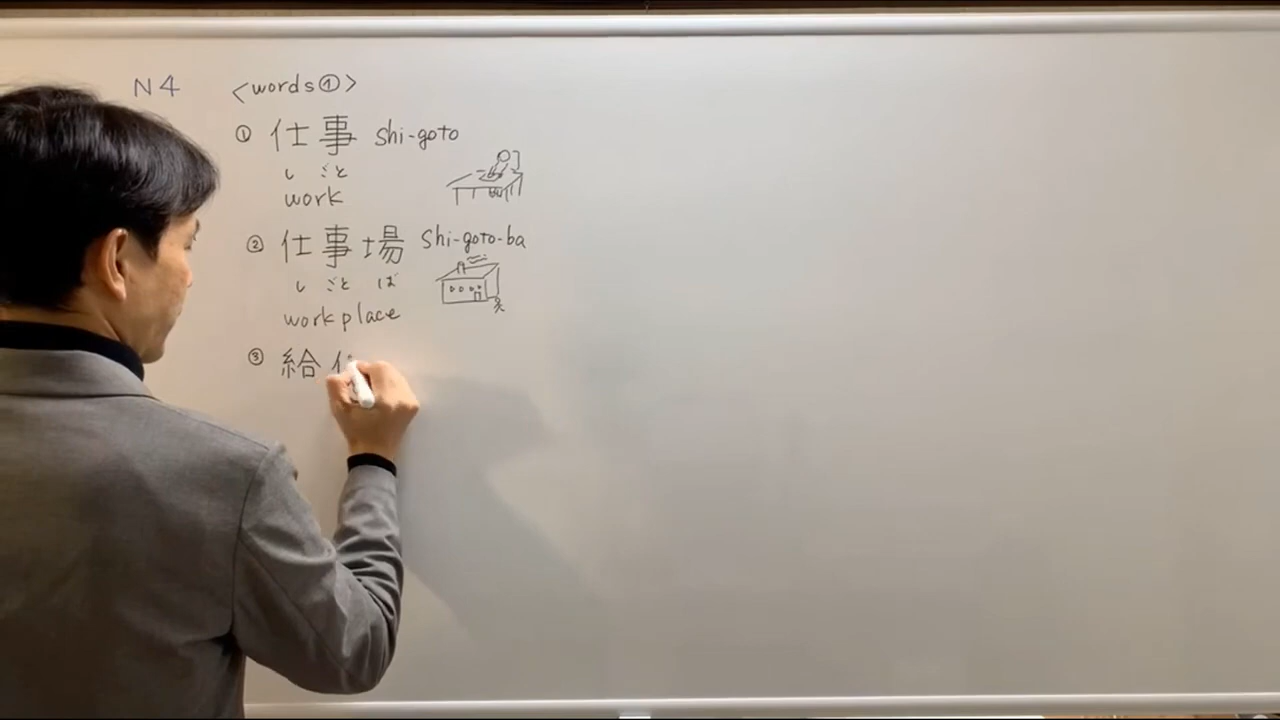 N4 <words①>
① 仕事 shi-goto
しごと
work
② 仕事場 shi-goto-ba
しごとば
workplace
③ 給